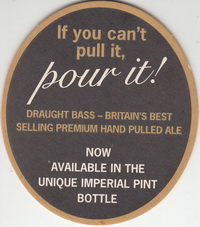 If you can't
pull it,
pour it!
DRAUGHT BASS – BRITAIN'S BEST
SELLING PREMIUM HAND PULLED ALE
NOW
AVAILABLE IN THE
UNIQUE IMPERIAL PINT
BOTTLE